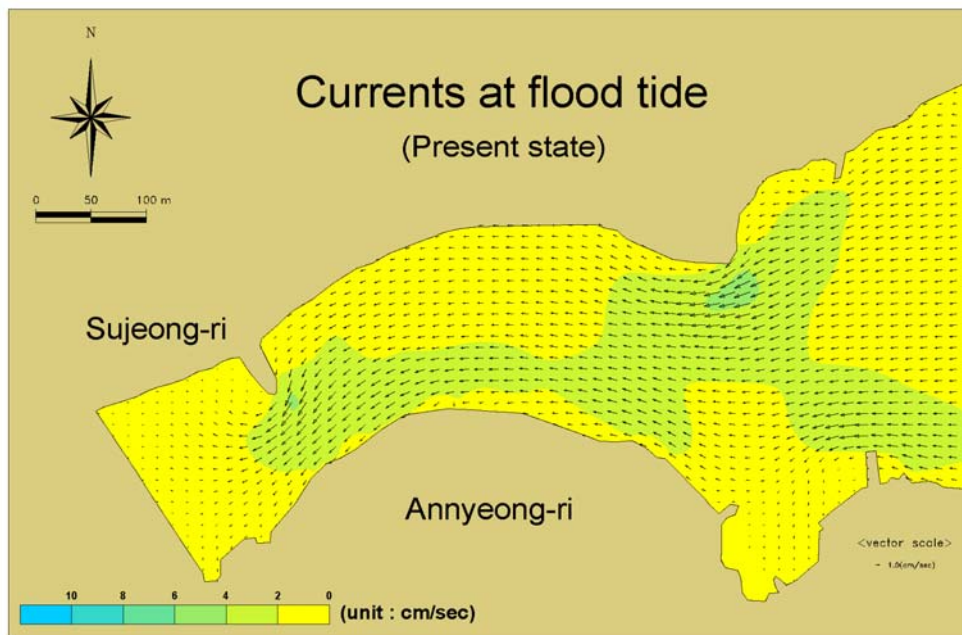 N
Currents at flood tide
(Present state)
0 50 100 m
Sujeong-ri
Annyeong-ri
<vector scale>
- 1.0(cm/sec)
10 8 6 4 2 0
(unit : cm/sec)